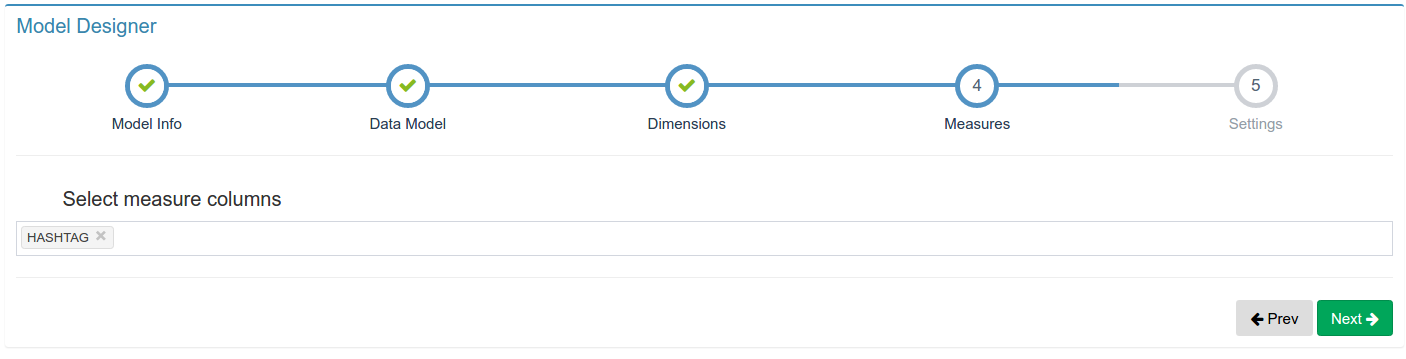 Model Designer
4
5
Model Info
Data Model
Dimensions
Measures
Settings
Select measure columns
HASHTAG
Prev
Next